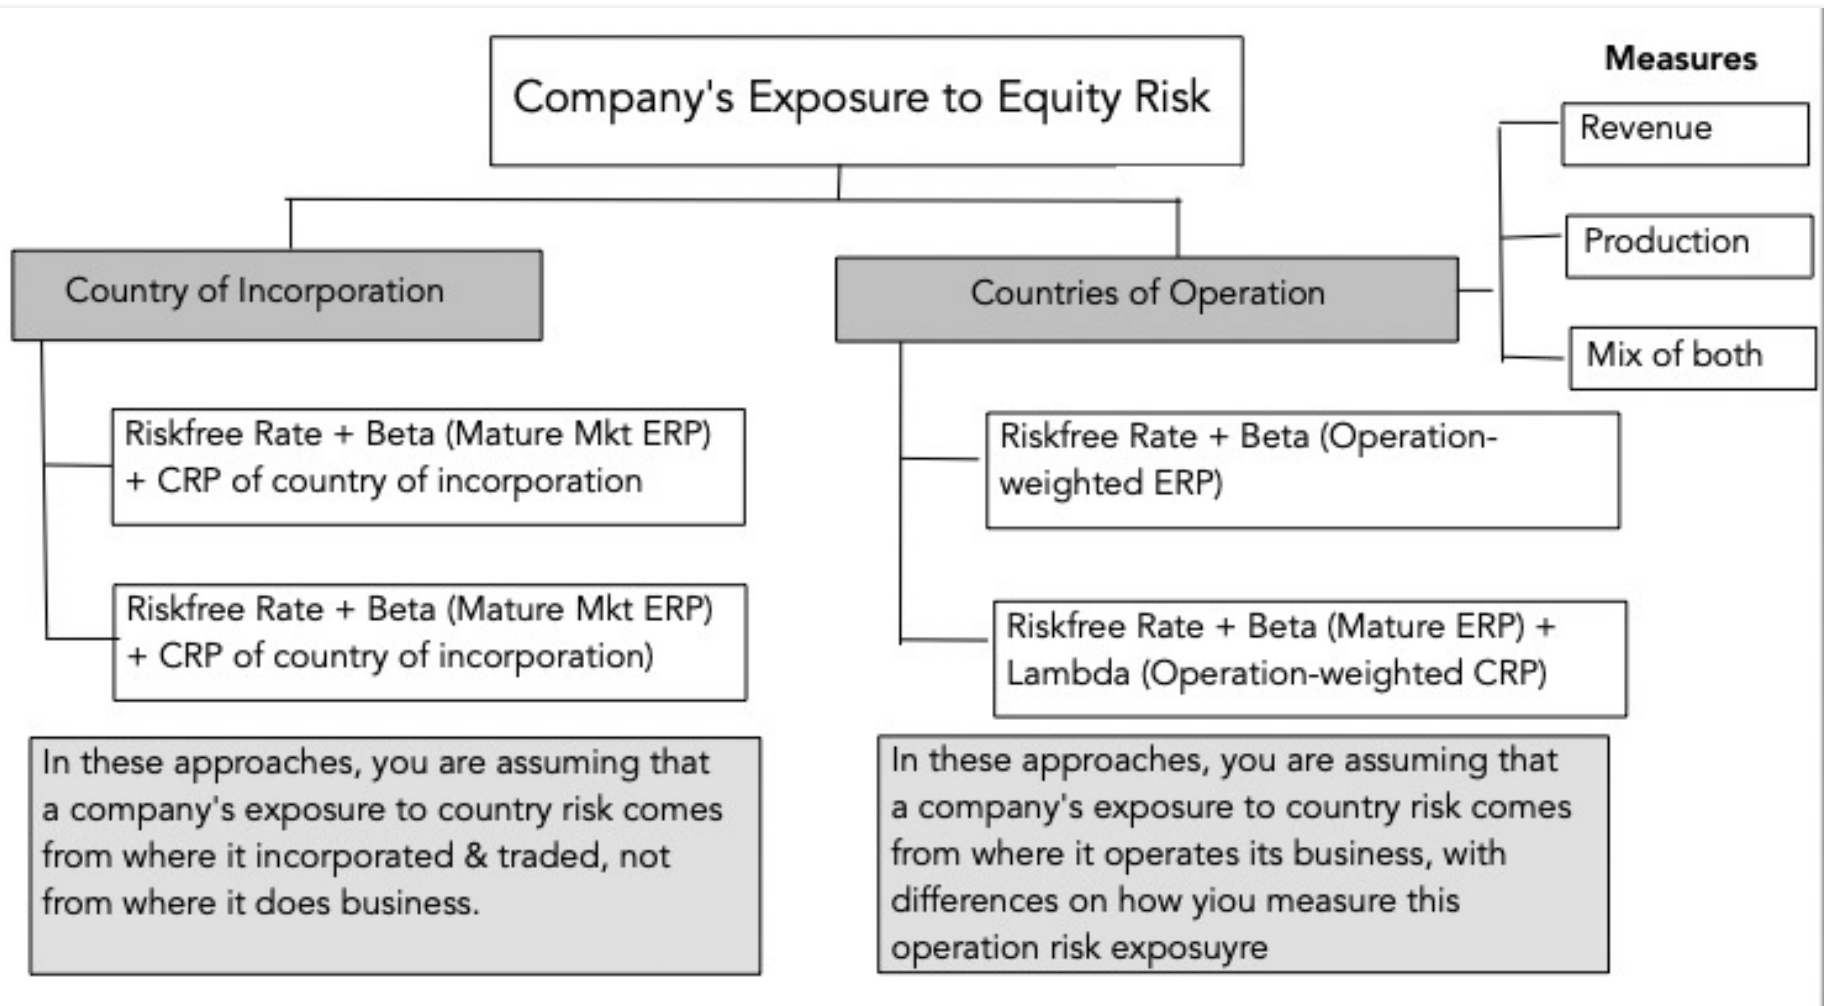 Company's Exposure to Equity Risk
Measures
Revenue
Production
Mix of both
Country of Incorporation
Riskfree Rate + Beta (Mature Mkt ERP)
+ CRP of country of incorporation
Riskfree Rate + Beta (Mature Mkt ERP)
+ CRP of country of incorporation)
In these approaches, you are assuming that
a company's exposure to country risk comes
from where it incorporated & traded, not
from where it does business.
Countries of Operation
Riskfree Rate + Beta (Operation-
weighted ERP)
Riskfree Rate + Beta (Mature ERP) +
Lambda (Operation-weighted CRP)
In these approaches, you are assuming that
a company's exposure to country risk comes
from where it operates its business, with
differences on how yiou measure this
operation risk exposuyre